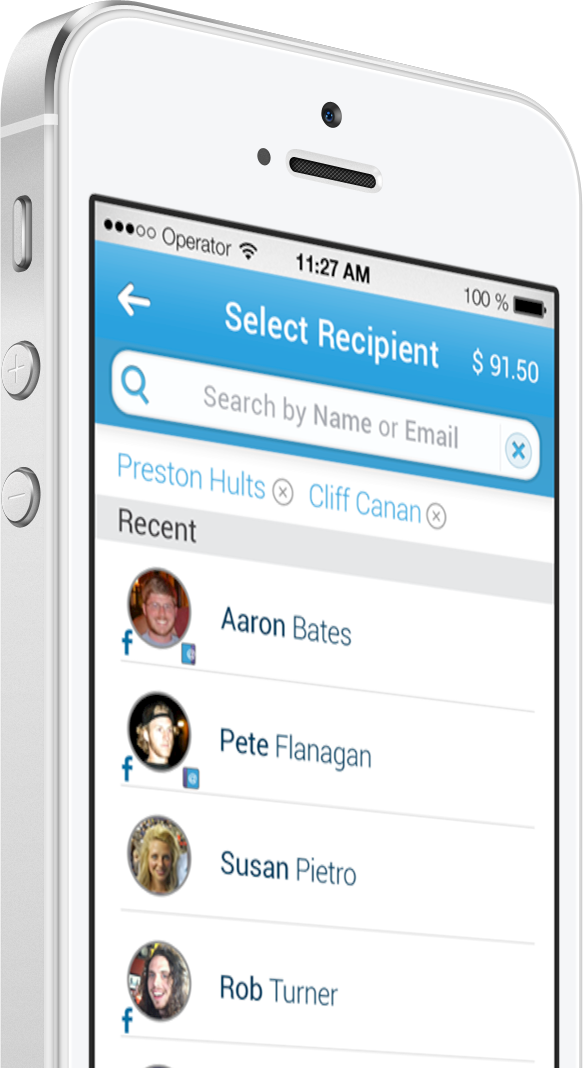 Operator 11:27 AM 100 %
Select Recipient $ 91.50
Search by Name or Email
Preston Hults Cliff Canan
Recent
Aaron Bates
Pete Flanagan
Susan Pietro
Rob Turner